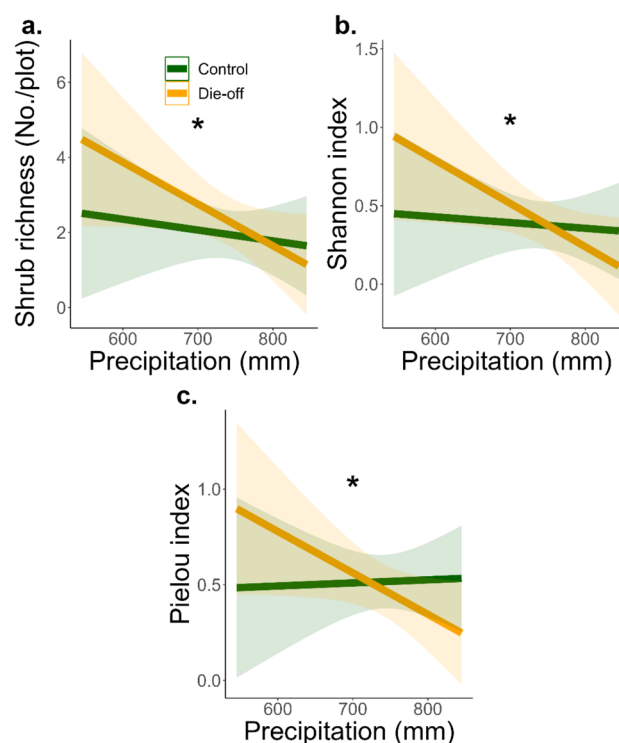 a.
Shrub richness (No./plot)
6
4
2
0
Control
Die-off
*
600 700 800
Precipitation (mm)
b.
Shannon index
1.5
1.0
0.5
0.0
*
600 700 800
Precipitation (mm)
c.
Pielou index
1.0
0.5
0.0
*
600 700 800
Precipitation (mm)